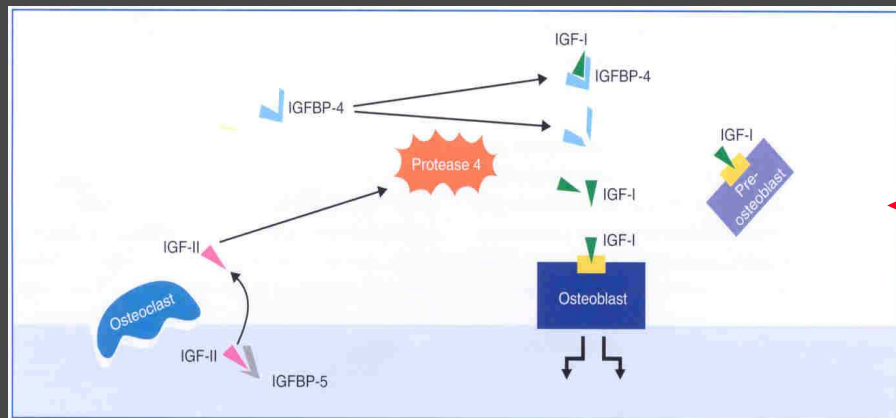 IGF-I
IGFBP-4
IGFBP-4
Protease 4
IGF-I
Pre-
osteoblast
IGF-I
IGF-II
IGF-I
Osteoclast
Osteoblast
IGF-II
IGFBP-5